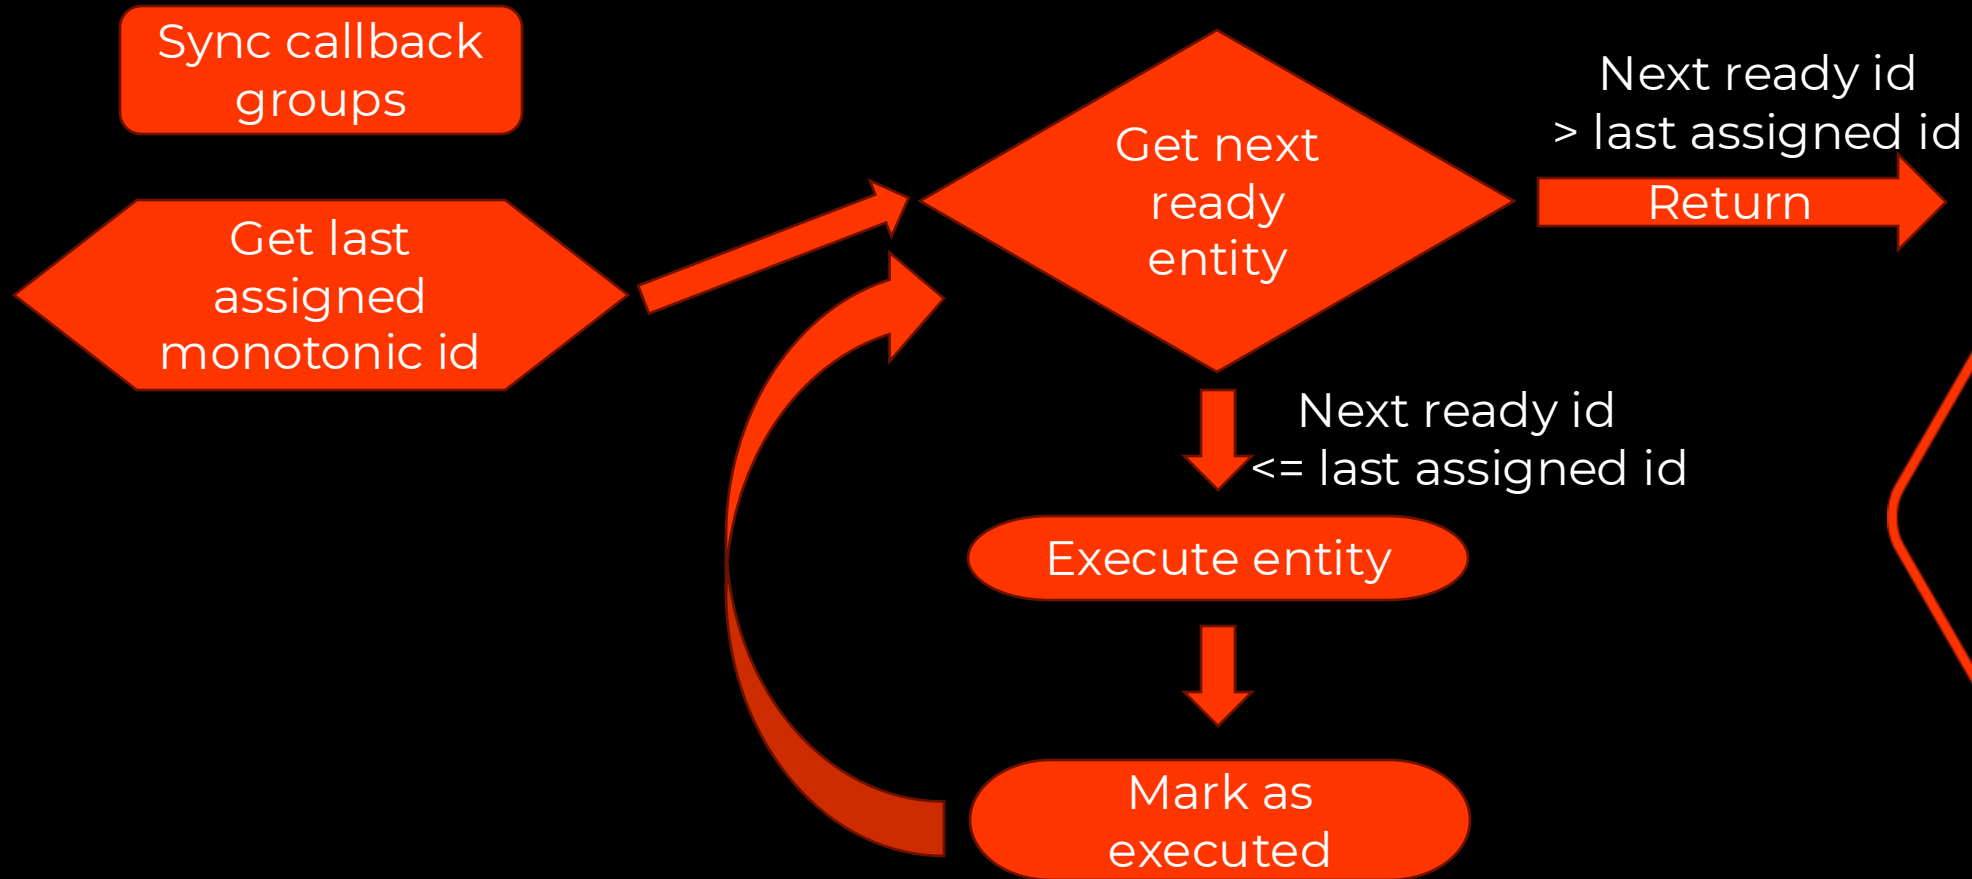 Sync callback
groups
Get last
assigned
monotonic id
Get next
ready
entity
Next ready id
> last assigned id
Return
Next ready id
<= last assigned id
Execute entity
Mark as
executed